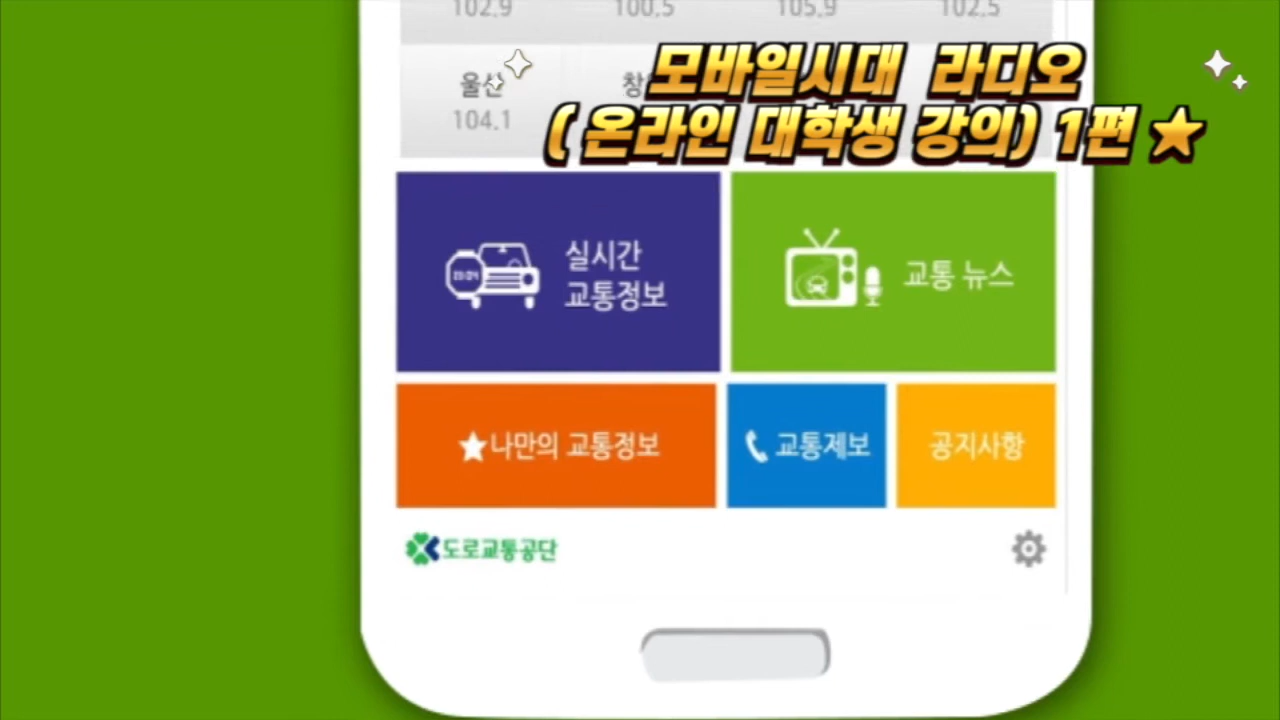 102.9 100.5 105.9 102.5
모바일시대 라디오
울산
104.1
(온라인 대학생 강의) 1편 ★
실시간
교통정보
교통 뉴스
★나만의 교통정보
교통제보
공지사항
도로교통공단